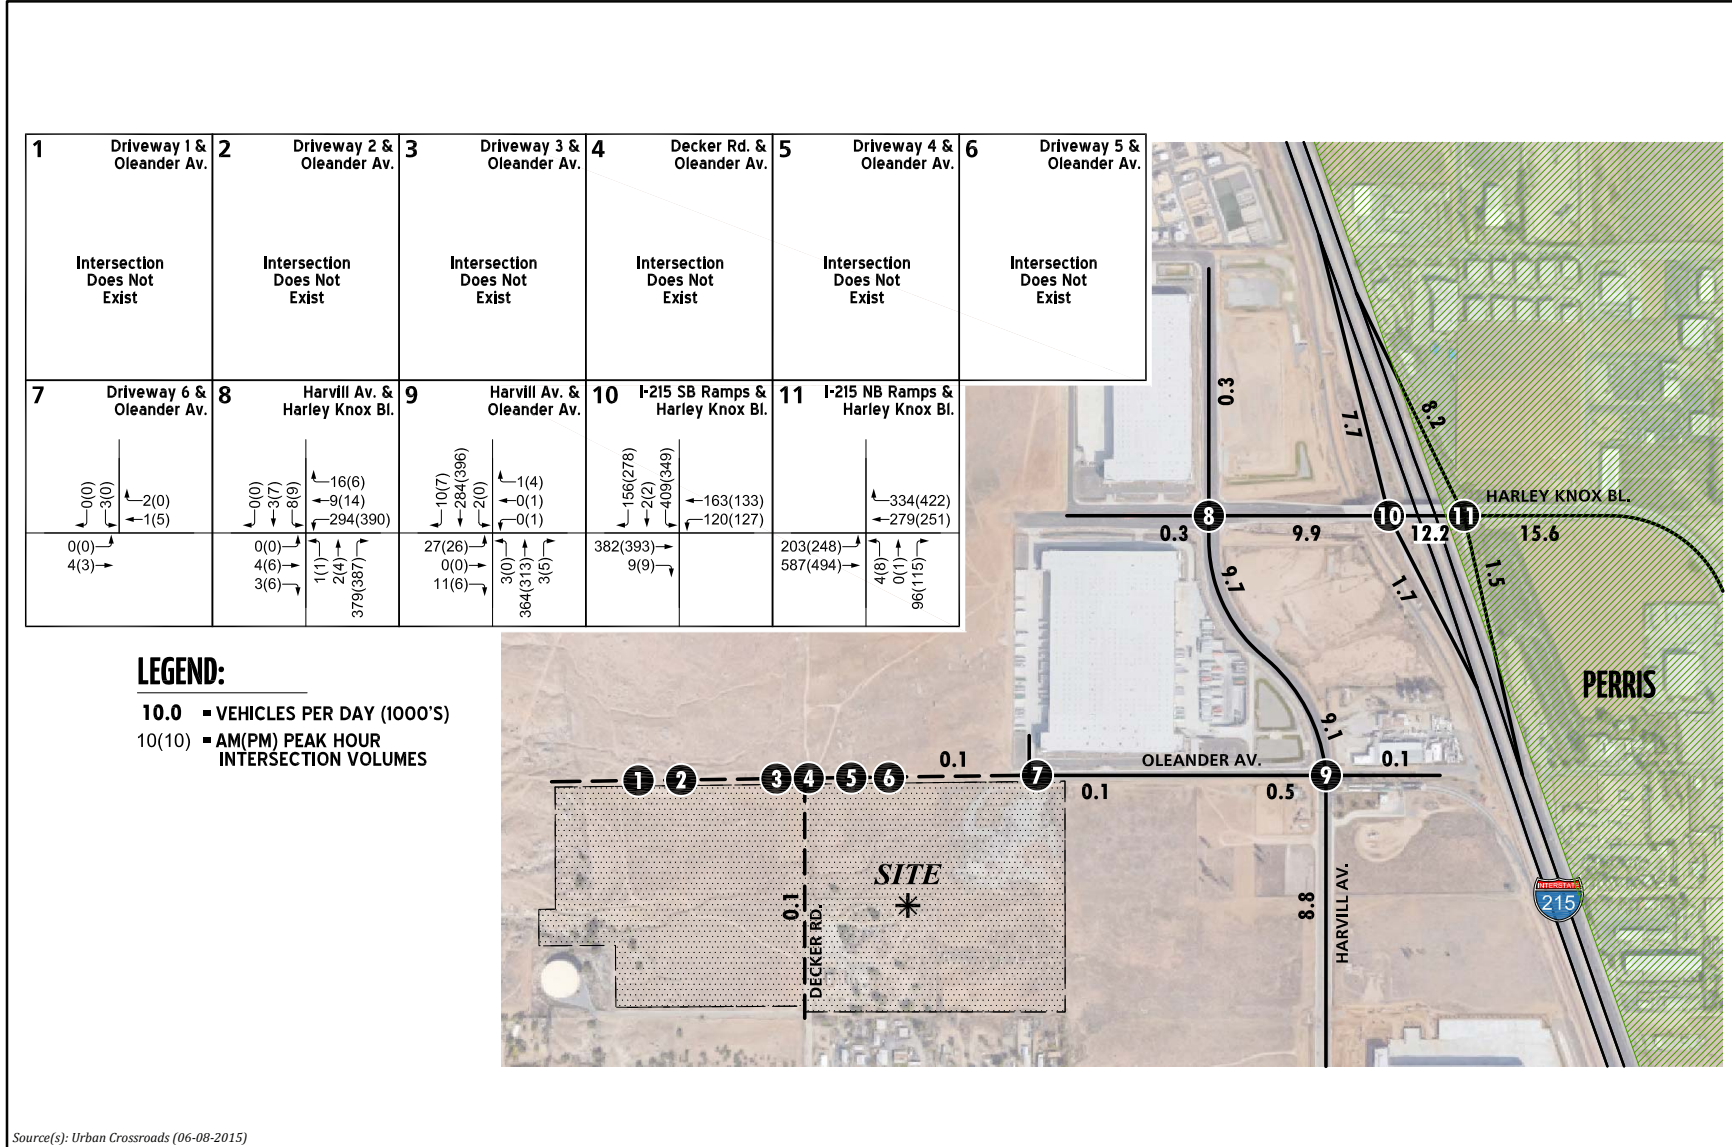 1
Driveway 1 &
Oleander Av.
Intersection
Does Not
Exist
2
Driveway 2 &
Oleander Av.
Intersection
Does Not
Exist
3
Driveway 3 &
Oleander Av.
Intersection
Does Not
Exist
4
Decker Rd. &
Oleander Av.
Intersection
Does Not
Exist
5
Driveway 4 &
Oleander Av.
Intersection
Does Not
Exist
6
Driveway 5 &
Oleander Av.
Intersection
Does Not
Exist
7
Driveway 6 &
Oleander Av.
0(0)
3(0)
2(0)
1(5)
0(0)
4(3)
8
Harvill Av. &
Harley Knox Bl.
0(0)
3(7)
8(9)
16(6)
9(14)
294(390)
0(0)
4(6)
3(6)
1(1)
2(4)
379(387)
9
Harvill Av. &
Oleander Av.
10(7)
284(396)
2(0)
1(4)
0(1)
0(1)
27(26)
0(0)
11(6)
3(0)
364(313)
3(5)
10
I-215 SB Ramps &
Harley Knox Bl.
156(278)
2(2)
409(349)
163(133)
120(127)
382(393)
9(9)
11
I-215 NB Ramps &
Harley Knox Bl.
334(422)
279(251)
203(248)
587(494)
4(8)
0(1)
96(115)
LEGEND:
10.0 = VEHICLES PER DAY (1000'S)
10(10) = AM(PM) PEAK HOUR
INTERSECTION VOLUMES
0.3
7.7
8.2
HARLEY KNOX BL.
8
10
11
0.3
9.9
12.2
15.6
9.7
1.7
1.5
PERRIS
9.1
OLEANDER AV.
0.1
0.1
1
2
3
4
5
6
7
9
0.1
0.5
SITE
0.1
DECKER RD.
8.8
HARVILL AV.
INTERSTATE
215
Source(s): Urban Crossroads (06-08-2015)